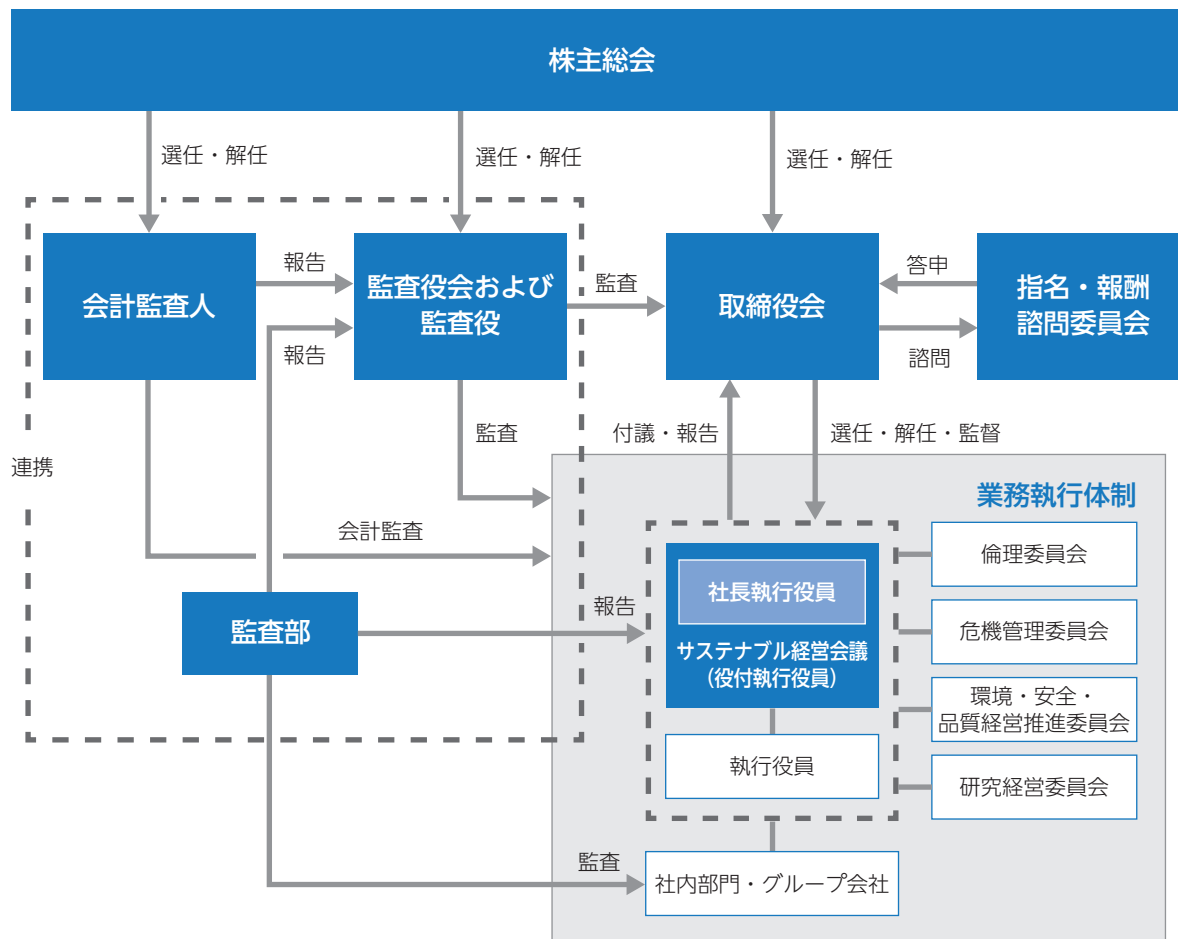 株主総会
選任・解任
選任・解任
選任・解任
会計監査人
報告
報告
監査役会および
監査役
監査
取締役会
答申
諮問
指名・報酬
諮問委員会
連携
監査
付議・報告
選任・解任・監督
業務執行体制
会計監査
監査部
報告
社長執行役員
サステナブル経営会議
（役付執行役員）
執行役員
倫理委員会
危機管理委員会
環境・安全・
品質経営推進委員会
研究経営委員会
監査
社内部門・グループ会社